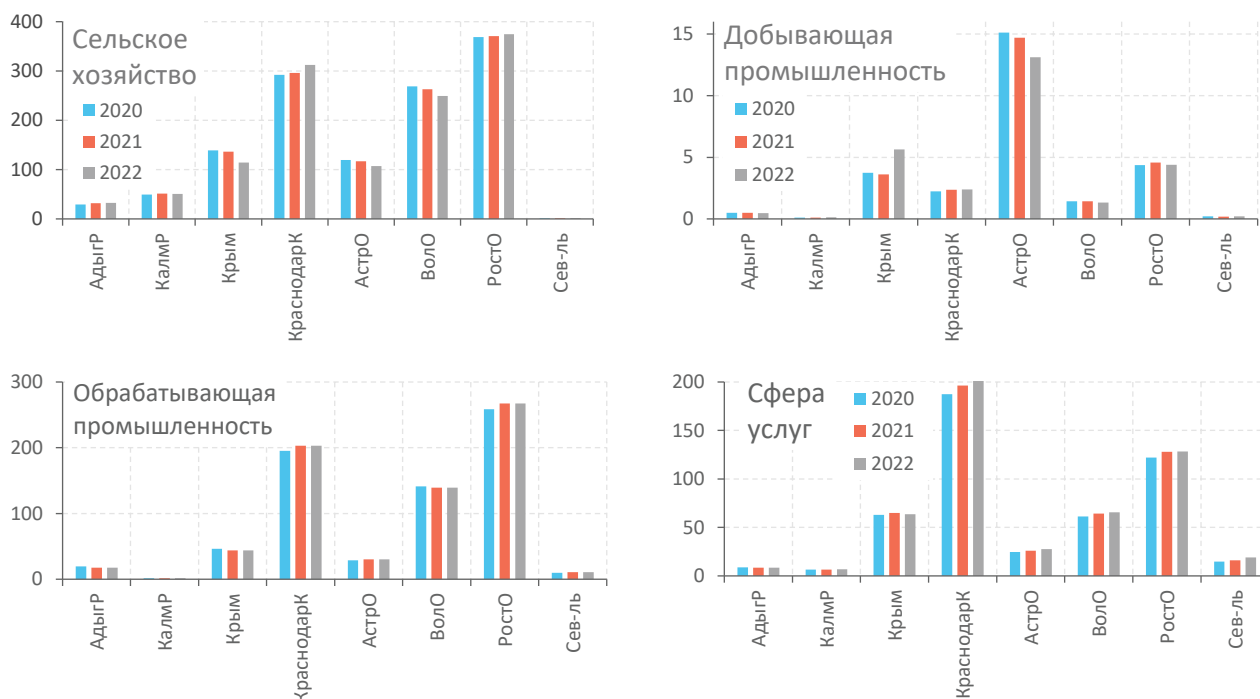 Сельское
хозяйство
2020
2021
2022
400
300
200
100
0
АдыгР
КалмР
Крым
КраснодарК
АстрО
ВолО
РостО
Сев-ль
Добывающая
промышленность
2020
2021
2022
15
10
5
0
АдыгР
КалмР
Крым
КраснодарК
АстрО
ВолО
РостО
Сев-ль
Обрабатывающая
промышленность
300
200
100
0
АдыгР
КалмР
Крым
КраснодарК
АстрО
ВолО
РостО
Сев-ль
Сфера
услуг
2020
2021
2022
200
150
100
50
0
АдыгР
КалмР
Крым
КраснодарК
АстрО
ВолО
РостО
Сев-ль